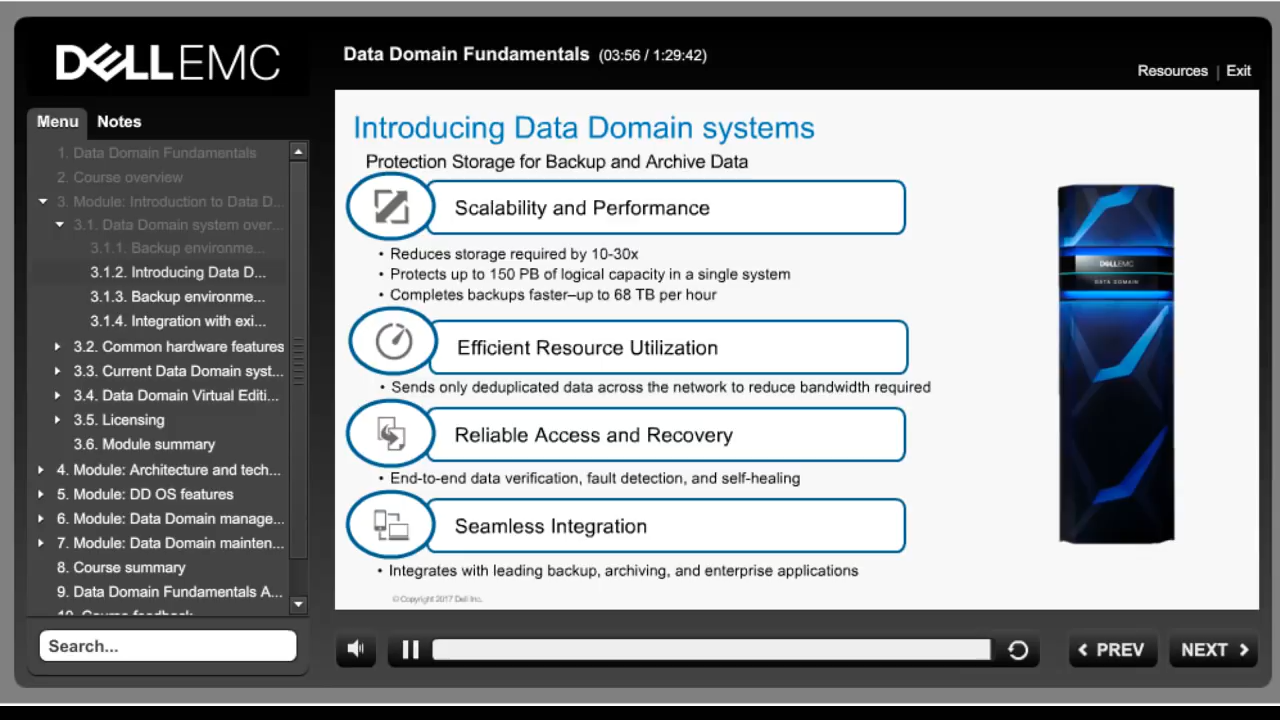 DELLEMC
Data Domain Fundamentals (03:56 / 1:29:42)
Resources | Exit
Menu
Notes
1. Data Domain Fundamentals
2. Course overview
3. Module: Introduction to Data D...
3.1. Data Domain system over...
3.1.1. Backup environme...
3.1.2. Introducing Data D...
3.1.3. Backup environme...
3.1.4. Integration with exi...
3.2. Common hardware features
3.3. Current Data Domain syst...
3.4. Data Domain Virtual Editi...
3.5. Licensing
3.6. Module summary
4. Module: Architecture and tech...
5. Module: DD OS features
6. Module: Data Domain manage...
7. Module: Data Domain mainten...
8. Course summary
9. Data Domain Fundamentals A...
10. Course feedback
Search...
Introducing Data Domain systems
Protection Storage for Backup and Archive Data
Scalability and Performance
• Reduces storage required by 10-30x
• Protects up to 150 PB of logical capacity in a single system
• Completes backups faster–up to 68 TB per hour
Efficient Resource Utilization
• Sends only deduplicated data across the network to reduce bandwidth required
Reliable Access and Recovery
• End-to-end data verification, fault detection, and self-healing
Seamless Integration
• Integrates with leading backup, archiving, and enterprise applications
© Copyright 2017 Dell Inc.
DELLEMC
DATA DOMAIN
PREV
NEXT